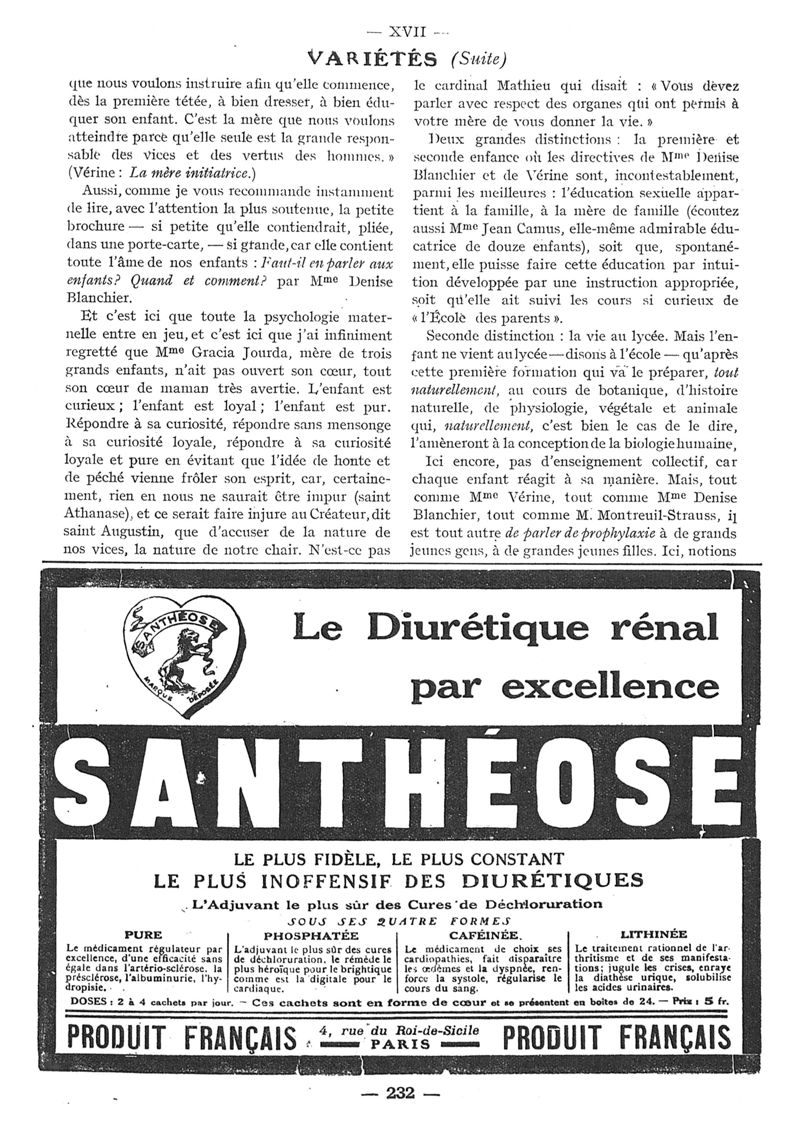 — XVII —
VARIÉTÉS (Suite)
que nous voulons instruire afin qu'elle commence,
dès la première tétée, à bien dresser, à bien édu-
quer son enfant. C'est la mère que nous voulons
atteindre parce qu'elle seule est la grande respon-
sable des vices et des vertus des hommes. »
(Vérine : La mère initiatrice.)
Aussi, comme je vous recommande instamment
de lire, avec l'attention la plus soutenue, la petite
brochure — si petite qu'elle contiendrait, pliée,
dans une porte-carte, — si grande, car elle contient
toute l'âme de nos enfants : Faut-il en parler aux
enfants? Quand et comment? par Mme Denise
Blanchier.
Et c'est ici que toute la psychologie mater-
nelle entre en jeu, et c'est ici que j'ai infiniment
regretté que Mme Gracia Jourda, mère de trois
grands enfants, n'ait pas ouvert son cœur, tout
son cœur de maman très avertie. L'enfant est
curieux ; l'enfant est loyal ; l'enfant est pur.
Répondre à sa curiosité, répondre sans mensonge
à sa curiosité loyale, répondre à sa curiosité
loyale et pure en évitant que l'idée de honte et
de péché vienne frôler son esprit, car, certaine-
ment, rien en nous ne saurait être impur (saint
Athanase), et ce serait faire injure au Créateur, dit
saint Augustin, que d'accuser de la nature de
nos vices, la nature de notre chair. N'est-ce pas
le cardinal Mathieu qui disait : « Vous devez
parler avec respect des organes qui ont permis à
votre mère de vous donner la vie. »
Deux grandes distinctions : la première et
seconde enfance où les directives de Mme Denise
Blanchier et de Vérine sont, incontestablement,
parmi les meilleures : l'éducation sexuelle appar-
tient à la famille, à la mère de famille (écoutez
aussi Mme Jean Camus, elle-même admirable édu-
catrice de douze enfants), soit que, spontané-
ment, elle puisse faire cette éducation par intui-
tion développée par une instruction appropriée,
soit qu'elle ait suivi les cours si curieux de
« l'École des parents ».
Seconde distinction : la vie au lycée. Mais l'en-
fant ne vient au lycée — disons à l'école — qu'après
cette première formation qui va le préparer, tout
naturellement, au cours de botanique, d'histoire
naturelle, de physiologie, végétale et animale
qui, naturellement, c'est bien le cas de le dire,
l'amèneront à la conception de la biologie humaine,
Ici encore, pas d'enseignement collectif, car
chaque enfant réagit à sa manière. Mais, tout
comme Mme Vérine, tout comme Mme Denise
Blanchier, tout comme M. Montreuil-Strauss, il
est tout autre de parler de prophylaxie à de grands
jeunes gens, à de grandes jeunes filles. Ici, notions
SANTHÉOSE
MARQUE DÉPOSÉE
Le Diurétique rénal
par excellence
SANTHÉOSE
LE PLUS FIDÈLE, LE PLUS CONSTANT
LE PLUS INOFFENSIF DES DIURÉTIQUES
L'Adjuvant le plus sûr des Cures de Déchloruration
SOUS SES QUATRE FORMES
PURE
Le médicament régulateur par
excellence, d'une efficacité sans
égale dans l'artério-sclérose, la
présclérose, l'albuminurie, l'hy-
dropisie.
PHOSPHATÉE
L'adjuvant le plus sûr des cures
de déchloruration, le remède le
plus héroïque pour le brightique
comme est la digitale pour le
cardiaque.
CAFÉINÉE.
Le médicament de choix ses
cardiopathies, fait disparaître
les œdèmes et la dyspnée, ren-
force la systole, régularise le
cours du sang.
LITHINÉE
Le traitement rationnel de l'ar-
thritisme et de ses manifesta-
tions ; jugule les crises, enraye
la diathèse urique, solubilise
les acides urinaires.
DOSES : 2 à 4 cachets par jour. — Ces cachets sont en forme de cœur et se présentent en boîtes de 24. — Prix : 5 fr.
PRODUIT FRANÇAIS
4, rue du Roi-de-Sicile
PARIS
PRODUIT FRANÇAIS
— 232 —